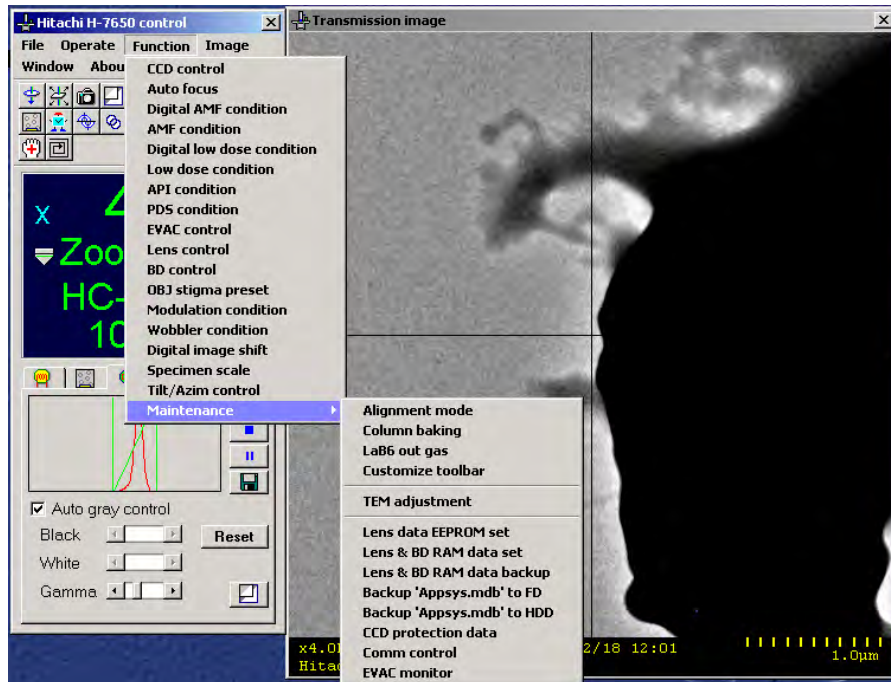 Hitachi H-7650 control
File Operate Function Image
Window
CCD control
Auto focus
Digital AMF condition
AMF condition
Digital low dose condition
Low dose condition
API condition
PDS condition
EVAC control
Lens control
BD control
OBJ stigma preset
Modulation condition
Wobbler condition
Digital image shift
Specimen scale
Tilt/Azim control
Maintenance
x
Zoo
HC-
10
Auto gray control
Black
Reset
White
Gamma
Alignment mode
Column baking
LaB6 out gas
Customize toolbar
TEM adjustment
Lens data EEPROM set
Lens & BD RAM data set
Lens & BD RAM data backup
Backup 'Appsys.mdb' to FD
Backup 'Appsys.mdb' to HDD
CCD protection data
Comm control
EVAC monitor
Transmission image
x4.0
2/18 12:01
1.0µm
Hita